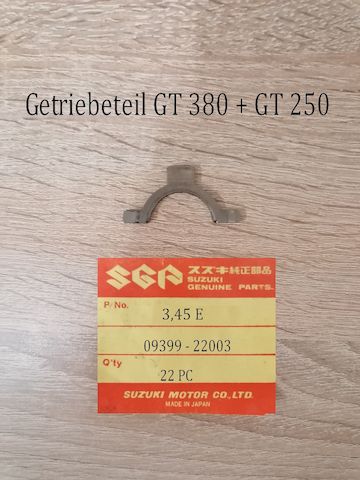 Getriebeteil GT 380 + GT 250
SGP スズキ純正部品
SUZUKI
GENUINE PARTS.
P/No.
3,45 E
09399 - 22003
Q'ty
22 PC
SUZUKI MOTOR CO.,LTD.
MADE IN JAPAN